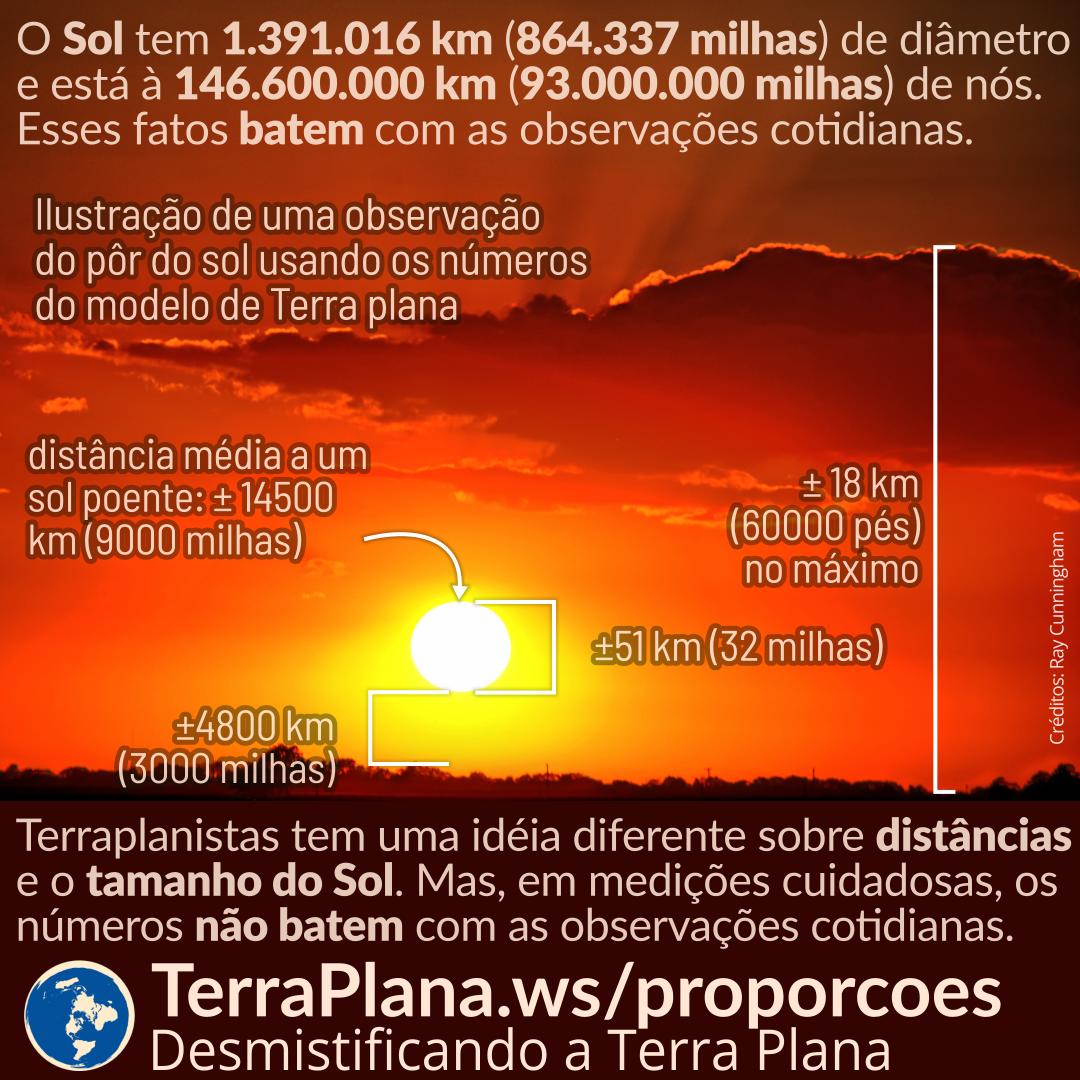 O Sol tem 1.391.016 km (864.337 milhas) de diâmetro
e está à 146.600.000 km (93.000.000 milhas) de nós.
Esses fatos batem com as observações cotidianas.
Ilustração de uma observação
do pôr do sol usando os números
do modelo de Terra plana
distância média a um
sol poente: ± 14500
km (9000 milhas)
± 18 km
(60000 pés)
no máximo
±51 km (32 milhas)
±4800 km
(3000 milhas)
Créditos: Ray Cunningham
Terraplanistas tem uma idéia diferente sobre distâncias
e o tamanho do Sol. Mas, em medições cuidadosas, os
números não batem com as observações cotidianas.
TerraPlana.ws/proporcoes
Desmistificando a Terra Plana